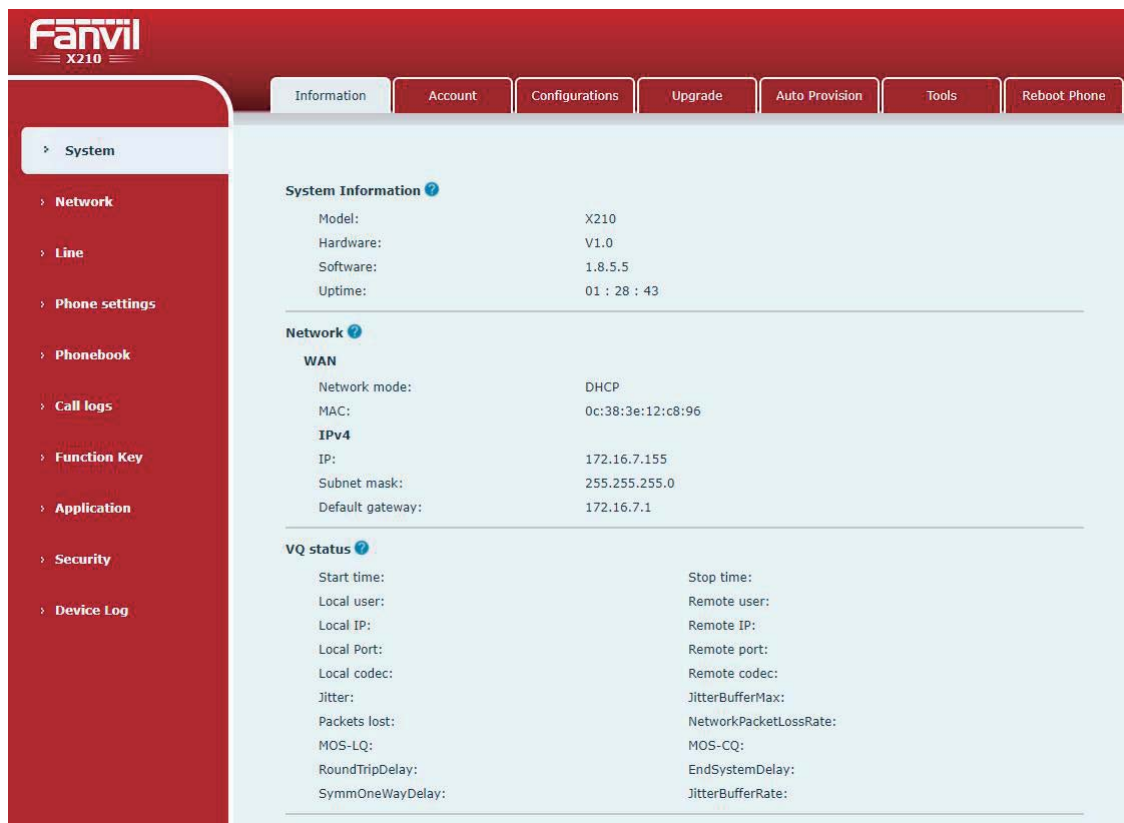 Fanvil
X210
Information Account Configurations Upgrade Auto Provision Tools Reboot Phone
› System
› Network
› Line
› Phone settings
› Phonebook
› Call logs
› Function Key
› Application
› Security
› Device Log
System Information ?
Model: X210
Hardware: V1.0
Software: 1.8.5.5
Uptime: 01 : 28 : 43
Network ?
WAN
Network mode: DHCP
MAC: 0c:38:3e:12:c8:96
IPv4
IP: 172.16.7.155
Subnet mask: 255.255.255.0
Default gateway: 172.16.7.1
VQ status ?
Start time: Stop time:
Local user: Remote user:
Local IP: Remote IP:
Local Port: Remote port:
Local codec: Remote codec:
Jitter: JitterBufferMax:
Packets lost: NetworkPacketLossRate:
MOS-LQ: MOS-CQ:
RoundTripDelay: EndSystemDelay:
SymmOneWayDelay: JitterBufferRate: